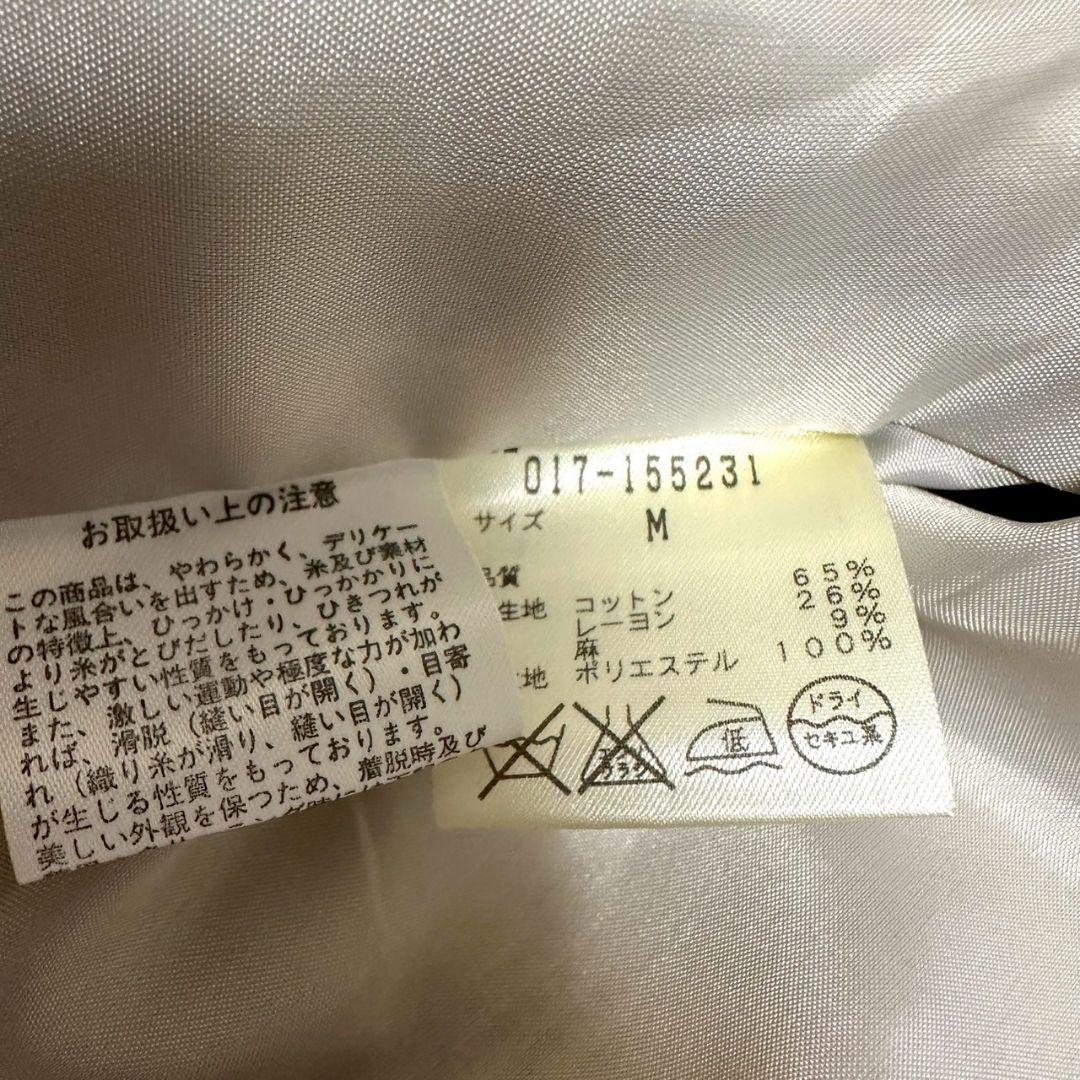 お取扱い上の注意
この商品は、やわらかく、デリケー
トな風合いを出すため、糸及び素材
の特徴上、ひっかけ・ひっかかりに
より糸がとびだしたり、ひきつれが
生じやすい性質をもっております。
また、激しい運動や極度な力が加わ
れば、滑脱(縫い目が開く)・目寄
れ(織り糸が滑り、縫い目が開く)
が生じる性質をもっております。
美しい外観を保つため、着脱時及び
017-155231
サイズ M
品質
生地 コットン 65%
レーヨン 26%
麻 9%
地 ポリエステル 100%
エンソ
サラシ
低
ドライ
セキユ系